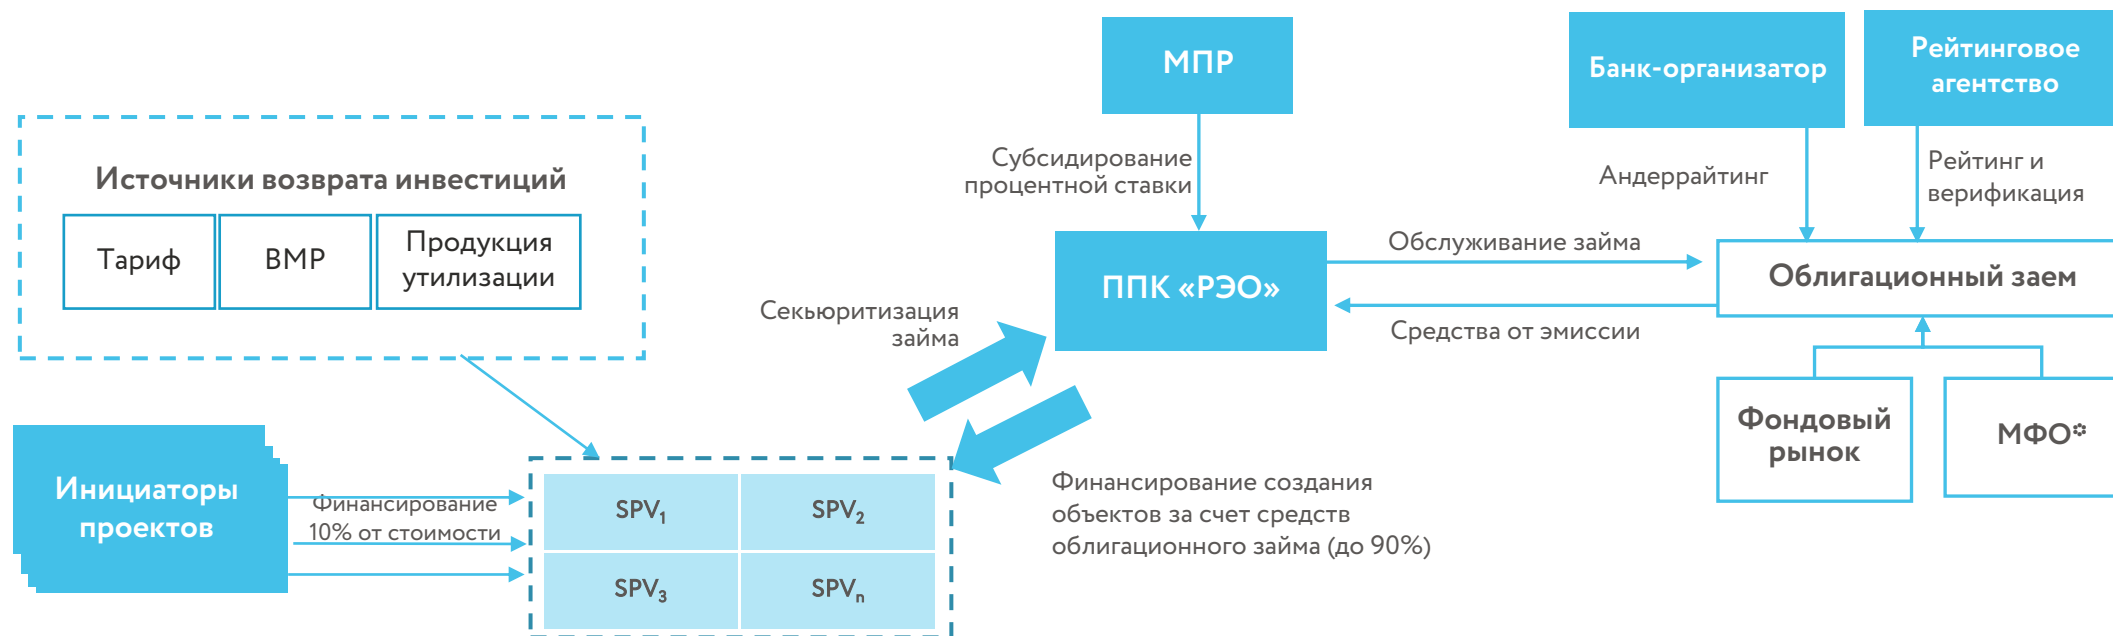 МПР
Банк-организатор
Рейтинговое
агентство
Субсидирование
процентной ставки
Андеррайтинг
Рейтинг и
верификация
Источники возврата инвестиций
Тариф
ВМР
Продукция
утилизации
ППК «РЭО»
Обслуживание займа
Средства от эмиссии
Облигационный заем
Секьюритизация
займа
Фондовый
рынок
МФО*
Инициаторы
проектов
Финансирование
10% от стоимости
SPV₁
SPV₂
SPV₃
SPVₙ
Финансирование создания
объектов за счет средств
облигационного займа (до 90%)